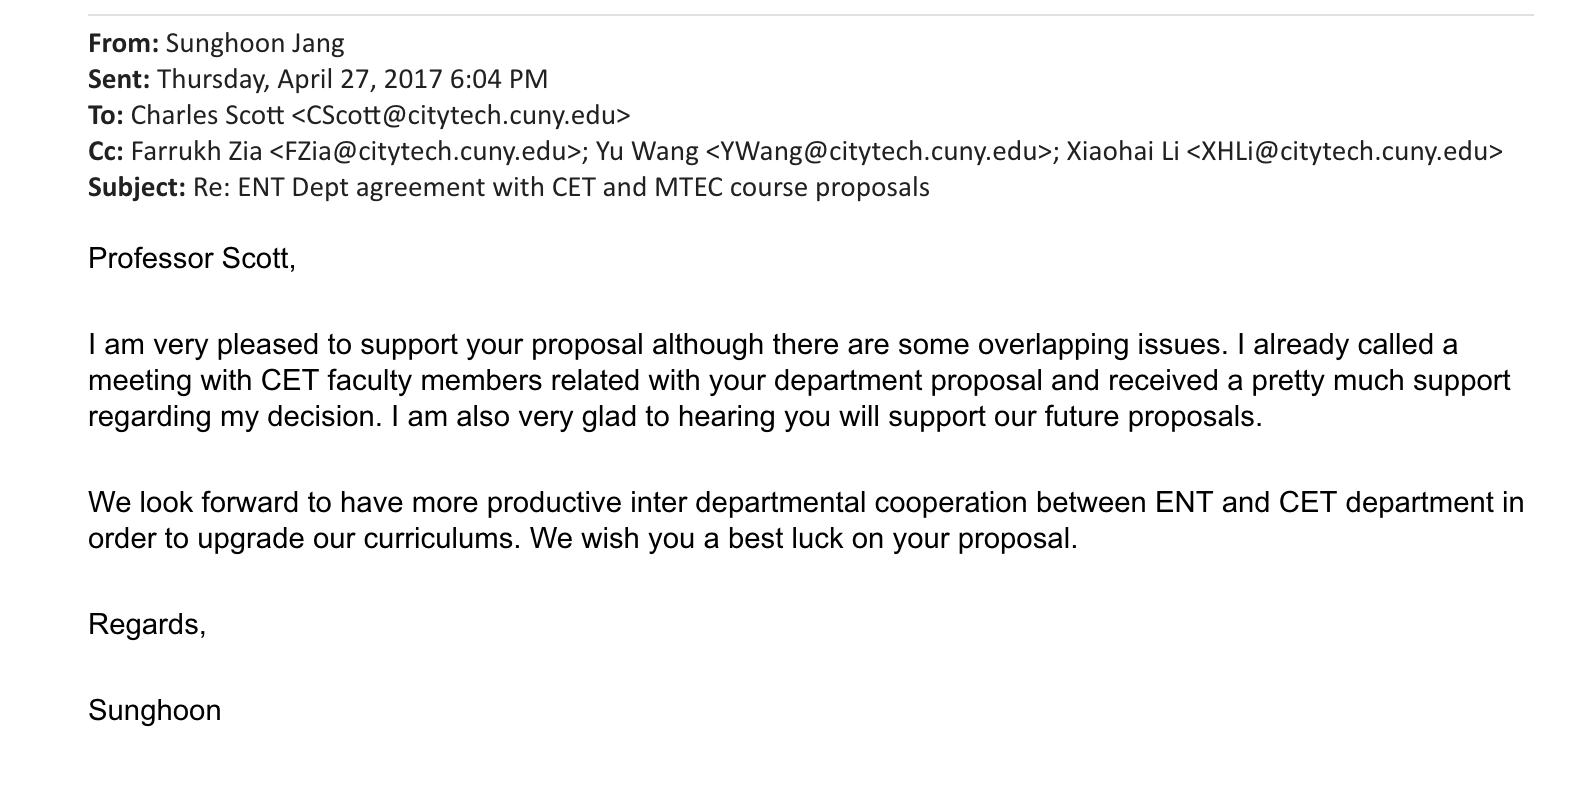 From: Sunghoon Jang
Sent: Thursday, April 27, 2017 6:04 PM
To: Charles Scott <CScott@citytech.cuny.edu>
Cc: Farrukh Zia <FZia@citytech.cuny.edu>; Yu Wang <YWang@citytech.cuny.edu>; Xiaohai Li <XHLi@citytech.cuny.edu>
Subject: Re: ENT Dept agreement with CET and MTEC course proposals
Professor Scott,
I am very pleased to support your proposal although there are some overlapping issues. I already called a
meeting with CET faculty members related with your department proposal and received a pretty much support
regarding my decision. I am also very glad to hearing you will support our future proposals.
We look forward to have more productive inter departmental cooperation between ENT and CET department in
order to upgrade our curriculums. We wish you a best luck on your proposal.
Regards,
Sunghoon